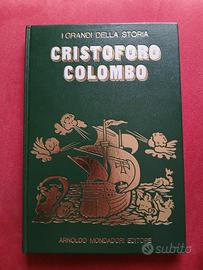 I GRANDI DELLA STORIA
CRISTOFORO
COLOMBO
ARNOLDO MONDADORI EDITORE
subito